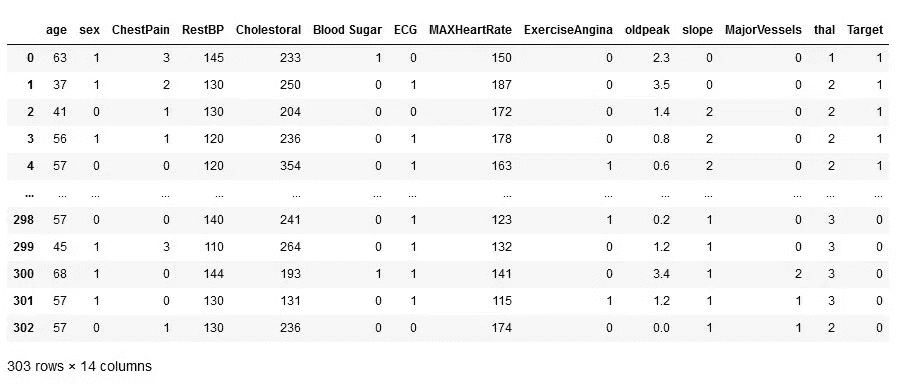 age sex ChestPain RestBP Cholestoral Blood Sugar ECG MAXHeartRate ExerciseAngina oldpeak slope MajorVessels thal Target
0 63 1 3 145 233 1 0 150 0 2.3 0 0 1 1
1 37 1 2 130 250 0 1 187 0 3.5 0 0 2 1
2 41 0 1 130 204 0 0 172 0 1.4 2 0 2 1
3 56 1 1 120 236 0 1 178 0 0.8 2 0 2 1
4 57 0 0 120 354 0 1 163 1 0.6 2 0 2 1
... ... ... ... ... ... ... ... ... ... ... ... ... ... ...
298 57 0 0 140 241 0 1 123 1 0.2 1 0 3 0
299 45 1 3 110 264 0 1 132 0 1.2 1 0 3 0
300 68 1 0 144 193 1 1 141 0 3.4 1 2 3 0
301 57 1 0 130 131 0 1 115 1 1.2 1 1 3 0
302 57 0 1 130 236 0 0 174 0 0.0 1 1 2 0
303 rows × 14 columns